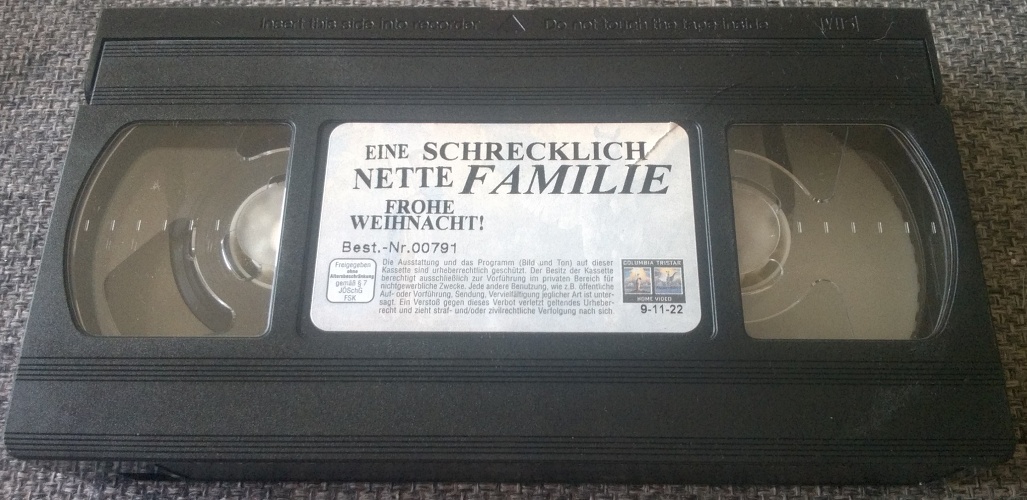 Insert this side into recorder △ Do not touch the tape inside VHS
EINE SCHRECKLICH
NETTE FAMILIE
FROHE
WEIHNACHT!
Best.-Nr.00791
Freigegeben
ohne
Altersbeschränkung
gemäß § 7
JÖSchG
FSK
Die Ausstattung und das Programm (Bild und Ton) auf dieser
Kassette sind urheberrechtlich geschützt. Der Besitz der Kassette
berechtigt ausschließlich zur Vorführung im privaten Bereich für
nichtgewerbliche Zwecke. Jede andere Benutzung, wie z.B. öffentliche
Auf- oder Vorführung, Sendung, Vervielfältigung jeglicher Art ist unter-
sagt. Ein Verstoß gegen dieses Verbot verletzt geltendes Urheber-
recht und zieht straf- und/oder zivilrechtliche Verfolgung nach sich.
COLUMBIA TRISTAR
HOME VIDEO
9-11-22